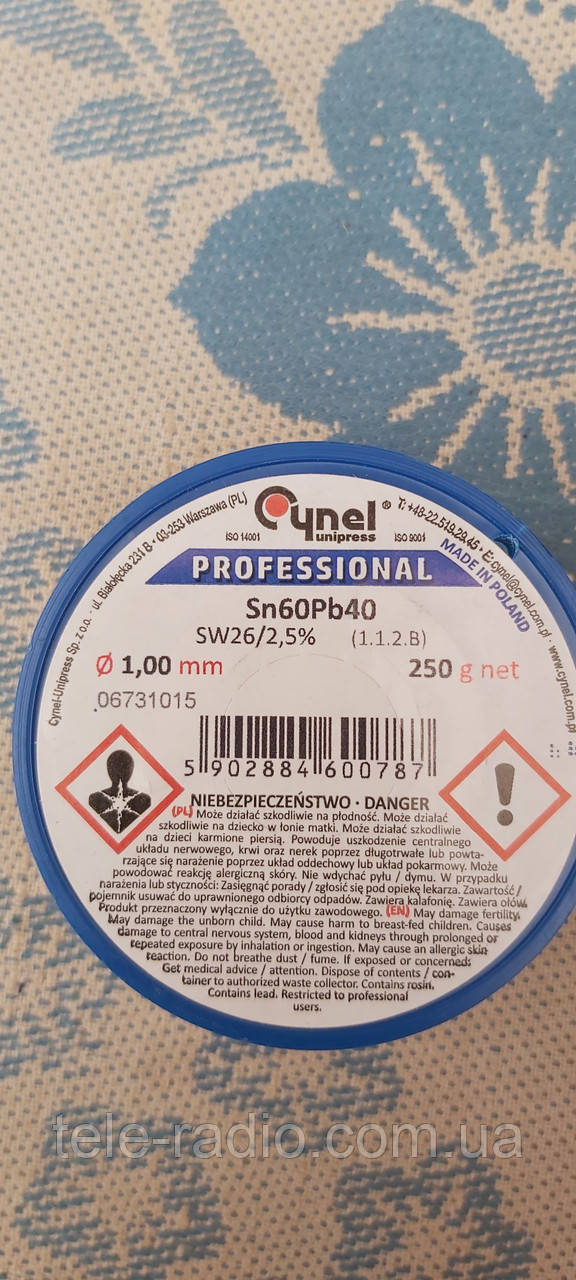 Cynel-Unipress Sp. z o.o. · ul. Białołęcka 231 B · 03-253 Warszawa (PL)
Cynel ®
unipress
ISO 14001
ISO 9001
T: +48-22.519.29.45 · E: cynel@cynel.com.pl · www.cynel.com.pl
MADE IN POLAND
PROFESSIONAL
Sn60Pb40
SW26/2,5% (1.1.2.B)
Ø 1,00 mm 250 g net
06731015
5 902884 600787
NIEBEZPIECZEŃSTWO · DANGER
(PL) Może działać szkodliwie na płodność. Może działać
szkodliwie na dziecko w łonie matki. Może działać szkodliwie
na dzieci karmione piersią. Powoduje uszkodzenie centralnego
układu nerwowego, krwi oraz nerek poprzez długotrwałe lub powta-
rzające się narażenie poprzez układ oddechowy lub układ pokarmowy. Może
powodować reakcję alergiczną skóry. Nie wdychać pyłu / dymu. W przypadku
narażenia lub styczności: Zasięgnąć porady / zgłosić się pod opiekę lekarza. Zawartość /
pojemnik usuwać do uprawnionego odbiorcy odpadów. Zawiera kalafonię. Zawiera ołów.
Produkt przeznaczony wyłącznie do użytku zawodowego. (EN) May damage fertility.
May damage the unborn child. May cause harm to breast-fed children. Causes
damage to central nervous system, blood and kidneys through prolonged or
repeated exposure by inhalation or ingestion. May cause an allergic skin
reaction. Do not breathe dust / fume. If exposed or concerned:
Get medical advice / attention. Dispose of contents / con-
tainer to authorized waste collector. Contains rosin.
Contains lead. Restricted to professional
users.
tele-radio.com.ua